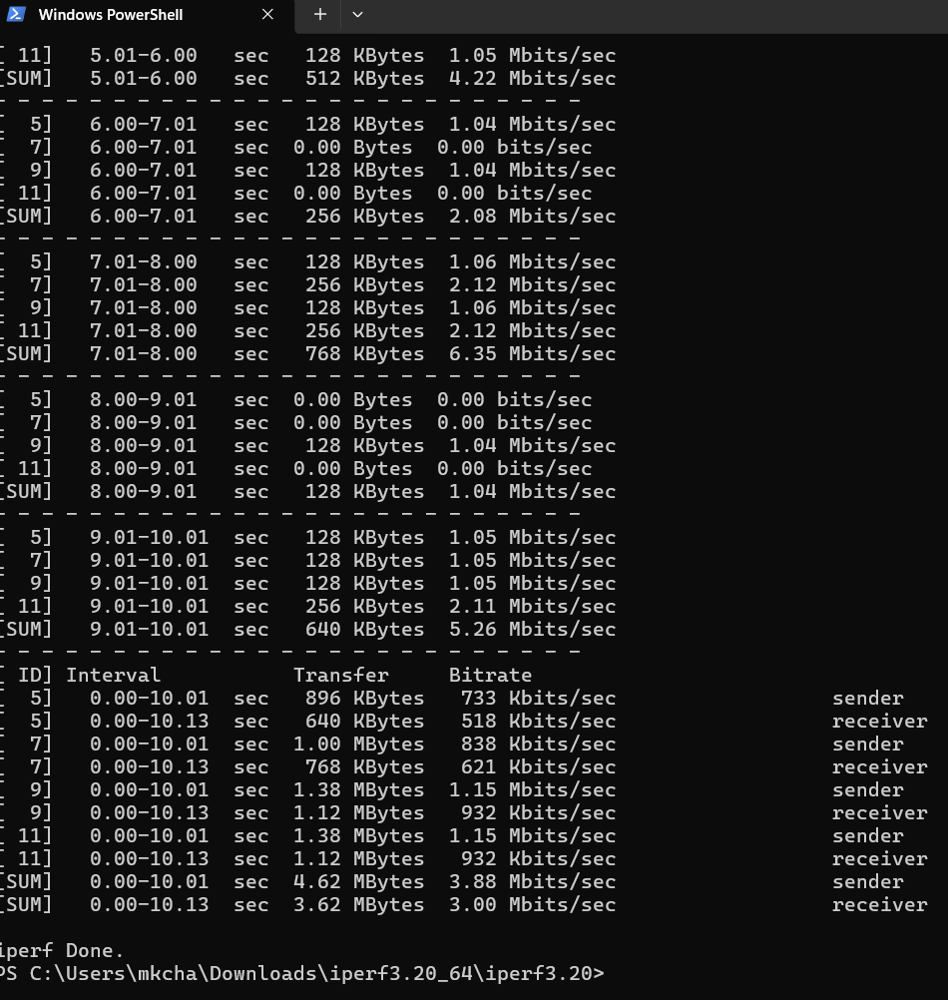 Windows PowerShell
[ 11]   5.01-6.00   sec   128 KBytes  1.05 Mbits/sec
[SUM]   5.01-6.00   sec   512 KBytes  4.22 Mbits/sec
- - - - - - - - - - - - - - - - - - - - - - - - -
[  5]   6.00-7.01   sec   128 KBytes  1.04 Mbits/sec
[  7]   6.00-7.01   sec  0.00 Bytes  0.00 bits/sec
[  9]   6.00-7.01   sec   128 KBytes  1.04 Mbits/sec
[ 11]   6.00-7.01   sec  0.00 Bytes  0.00 bits/sec
[SUM]   6.00-7.01   sec   256 KBytes  2.08 Mbits/sec
- - - - - - - - - - - - - - - - - - - - - - - - -
[  5]   7.01-8.00   sec   128 KBytes  1.06 Mbits/sec
[  7]   7.01-8.00   sec   256 KBytes  2.12 Mbits/sec
[  9]   7.01-8.00   sec   128 KBytes  1.06 Mbits/sec
[ 11]   7.01-8.00   sec   256 KBytes  2.12 Mbits/sec
[SUM]   7.01-8.00   sec   768 KBytes  6.35 Mbits/sec
- - - - - - - - - - - - - - - - - - - - - - - - -
[  5]   8.00-9.01   sec  0.00 Bytes  0.00 bits/sec
[  7]   8.00-9.01   sec  0.00 Bytes  0.00 bits/sec
[  9]   8.00-9.01   sec   128 KBytes  1.04 Mbits/sec
[ 11]   8.00-9.01   sec  0.00 Bytes  0.00 bits/sec
[SUM]   8.00-9.01   sec   128 KBytes  1.04 Mbits/sec
- - - - - - - - - - - - - - - - - - - - - - - - -
[  5]   9.01-10.01  sec   128 KBytes  1.05 Mbits/sec
[  7]   9.01-10.01  sec   128 KBytes  1.05 Mbits/sec
[  9]   9.01-10.01  sec   128 KBytes  1.05 Mbits/sec
[ 11]   9.01-10.01  sec   256 KBytes  2.11 Mbits/sec
[SUM]   9.01-10.01  sec   640 KBytes  5.26 Mbits/sec
- - - - - - - - - - - - - - - - - - - - - - - - -
[ ID] Interval           Transfer     Bitrate
[  5]   0.00-10.01  sec   896 KBytes   733 Kbits/sec                  sender
[  5]   0.00-10.13  sec   640 KBytes   518 Kbits/sec                  receiver
[  7]   0.00-10.01  sec  1.00 MBytes   838 Kbits/sec                  sender
[  7]   0.00-10.13  sec   768 KBytes   621 Kbits/sec                  receiver
[  9]   0.00-10.01  sec  1.38 MBytes  1.15 Mbits/sec                  sender
[  9]   0.00-10.13  sec  1.12 MBytes   932 Kbits/sec                  receiver
[ 11]   0.00-10.01  sec  1.38 MBytes  1.15 Mbits/sec                  sender
[ 11]   0.00-10.13  sec  1.12 MBytes   932 Kbits/sec                  receiver
[SUM]   0.00-10.01  sec  4.62 MBytes  3.88 Mbits/sec                  sender
[SUM]   0.00-10.13  sec  3.62 MBytes  3.00 Mbits/sec                  receiver
iperf Done.
PS C:\Users\mkcha\Downloads\iperf3.20_64\iperf3.20>